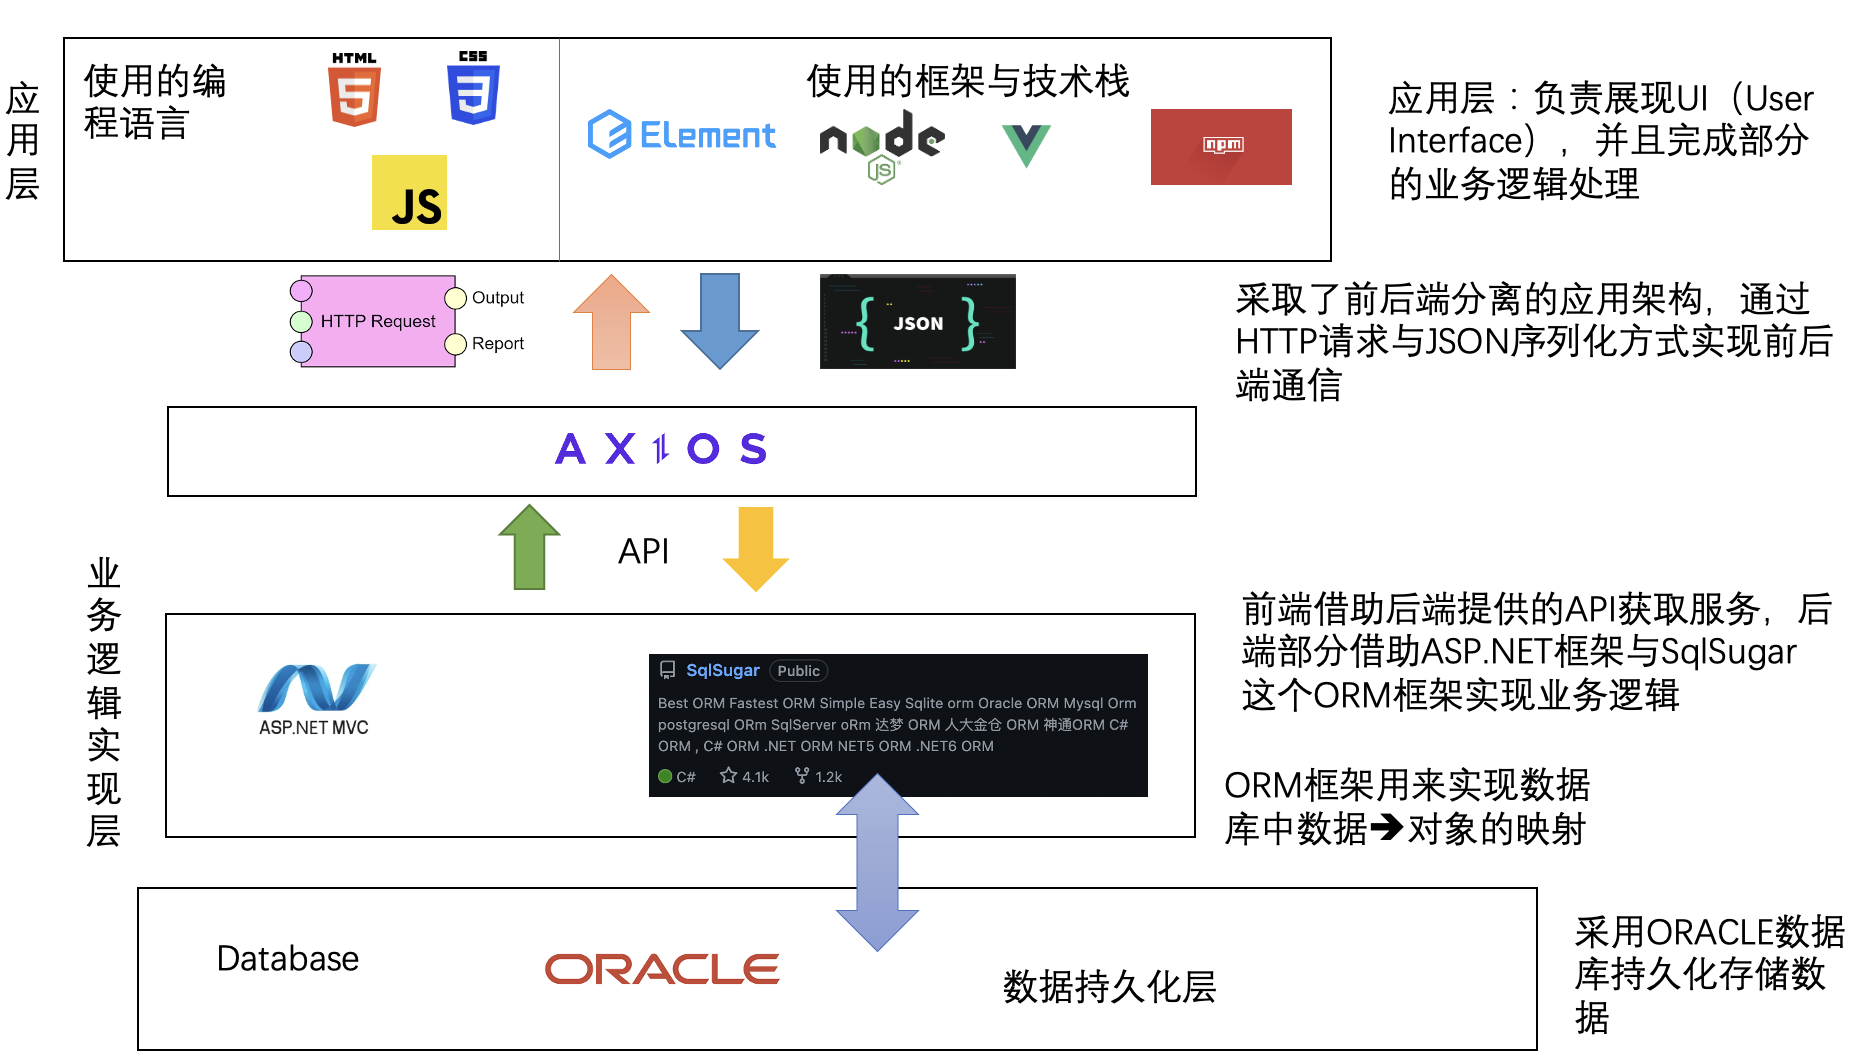 应
用
层
使用的编
程语言
HTML
CSS
JS
使用的框架与技术栈
Element
node
JS
npm
应用层：负责展现UI（User
Interface），并且完成部分
的业务逻辑处理
HTTP Request
Output
Report
JSON
采取了前后端分离的应用架构，通过
HTTP请求与JSON序列化方式实现前后
端通信
AXIOS
API
业
务
逻
辑
实
现
层
ASP.NET MVC
SqlSugar Public
Best ORM Fastest ORM Simple Easy Sqlite orm Oracle ORM Mysql Orm
postgresql ORm SqlServer oRm 达梦 ORM 人大金仓 ORM 神通ORM C#
ORM , C# ORM .NET ORM NET5 ORM .NET6 ORM
C# 4.1k 1.2k
前端借助后端提供的API获取服务，后
端部分借助ASP.NET框架与SqlSugar
这个ORM框架实现业务逻辑
ORM框架用来实现数据
库中数据➔对象的映射
Database
ORACLE
数据持久化层
采用ORACLE数据
库持久化存储数
据